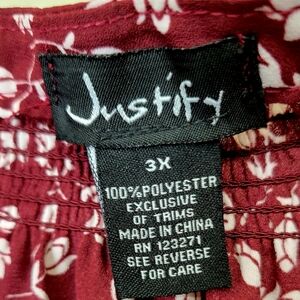 Justify
3X
100% POLYESTER
EXCLUSIVE
OF TRIMS
MADE IN CHINA
RN 123271
SEE REVERSE
FOR CARE